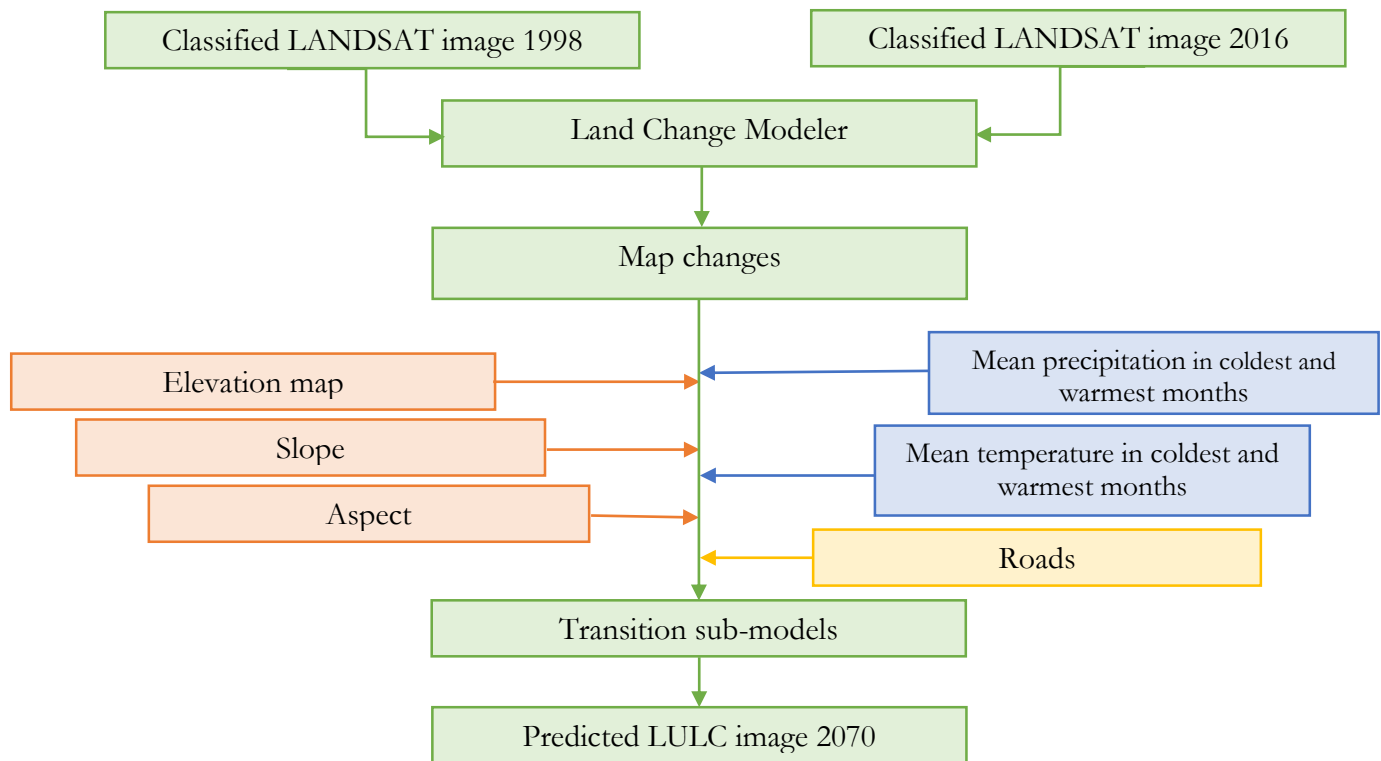 Classified LANDSAT image 1998
Classified LANDSAT image 2016
Land Change Modeler
Map changes
Elevation map
Mean precipitation in coldest and
warmest months
Slope
Mean temperature in coldest and
warmest months
Aspect
Roads
Transition sub-models
Predicted LULC image 2070